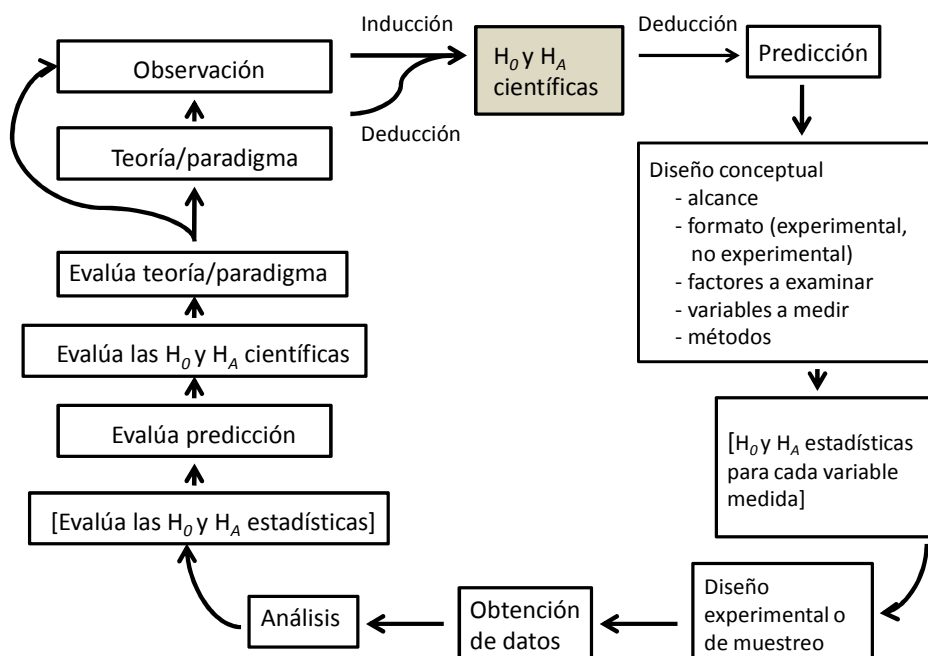 Observación
Inducción
Deducción
H0 y HA
científicas
Deducción
Predicción
Diseño conceptual
- alcance
- formato (experimental,
no experimental)
- factores a examinar
- variables a medir
- métodos
[H0 y HA estadísticas
para cada variable
medida]
Diseño
experimental o
de muestreo
Obtención
de datos
Análisis
[Evalúa las H0 y HA estadísticas]
Evalúa predicción
Evalúa las H0 y HA científicas
Evalúa teoría/paradigma
Teoría/paradigma